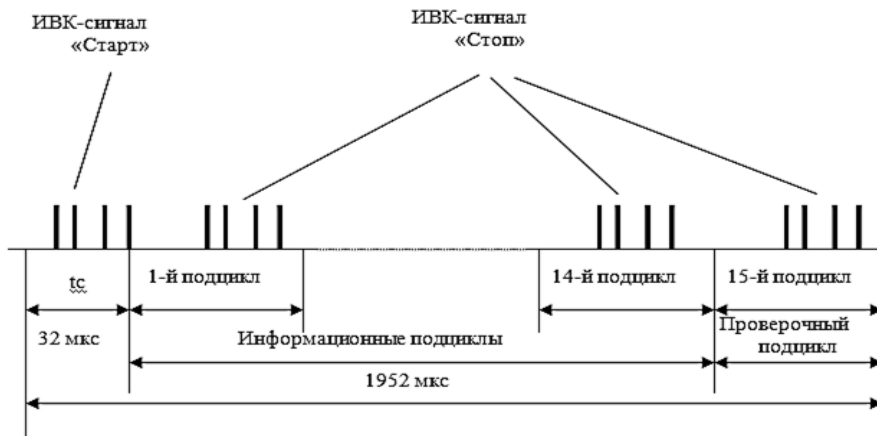 ИВК-сигнал
«Старт»
ИВК-сигнал
«Стоп»
tc
1-й подцикл
14-й подцикл
15-й подцикл
32 мкс
Информационные подциклы
Проверочный
подцикл
1952 мкс